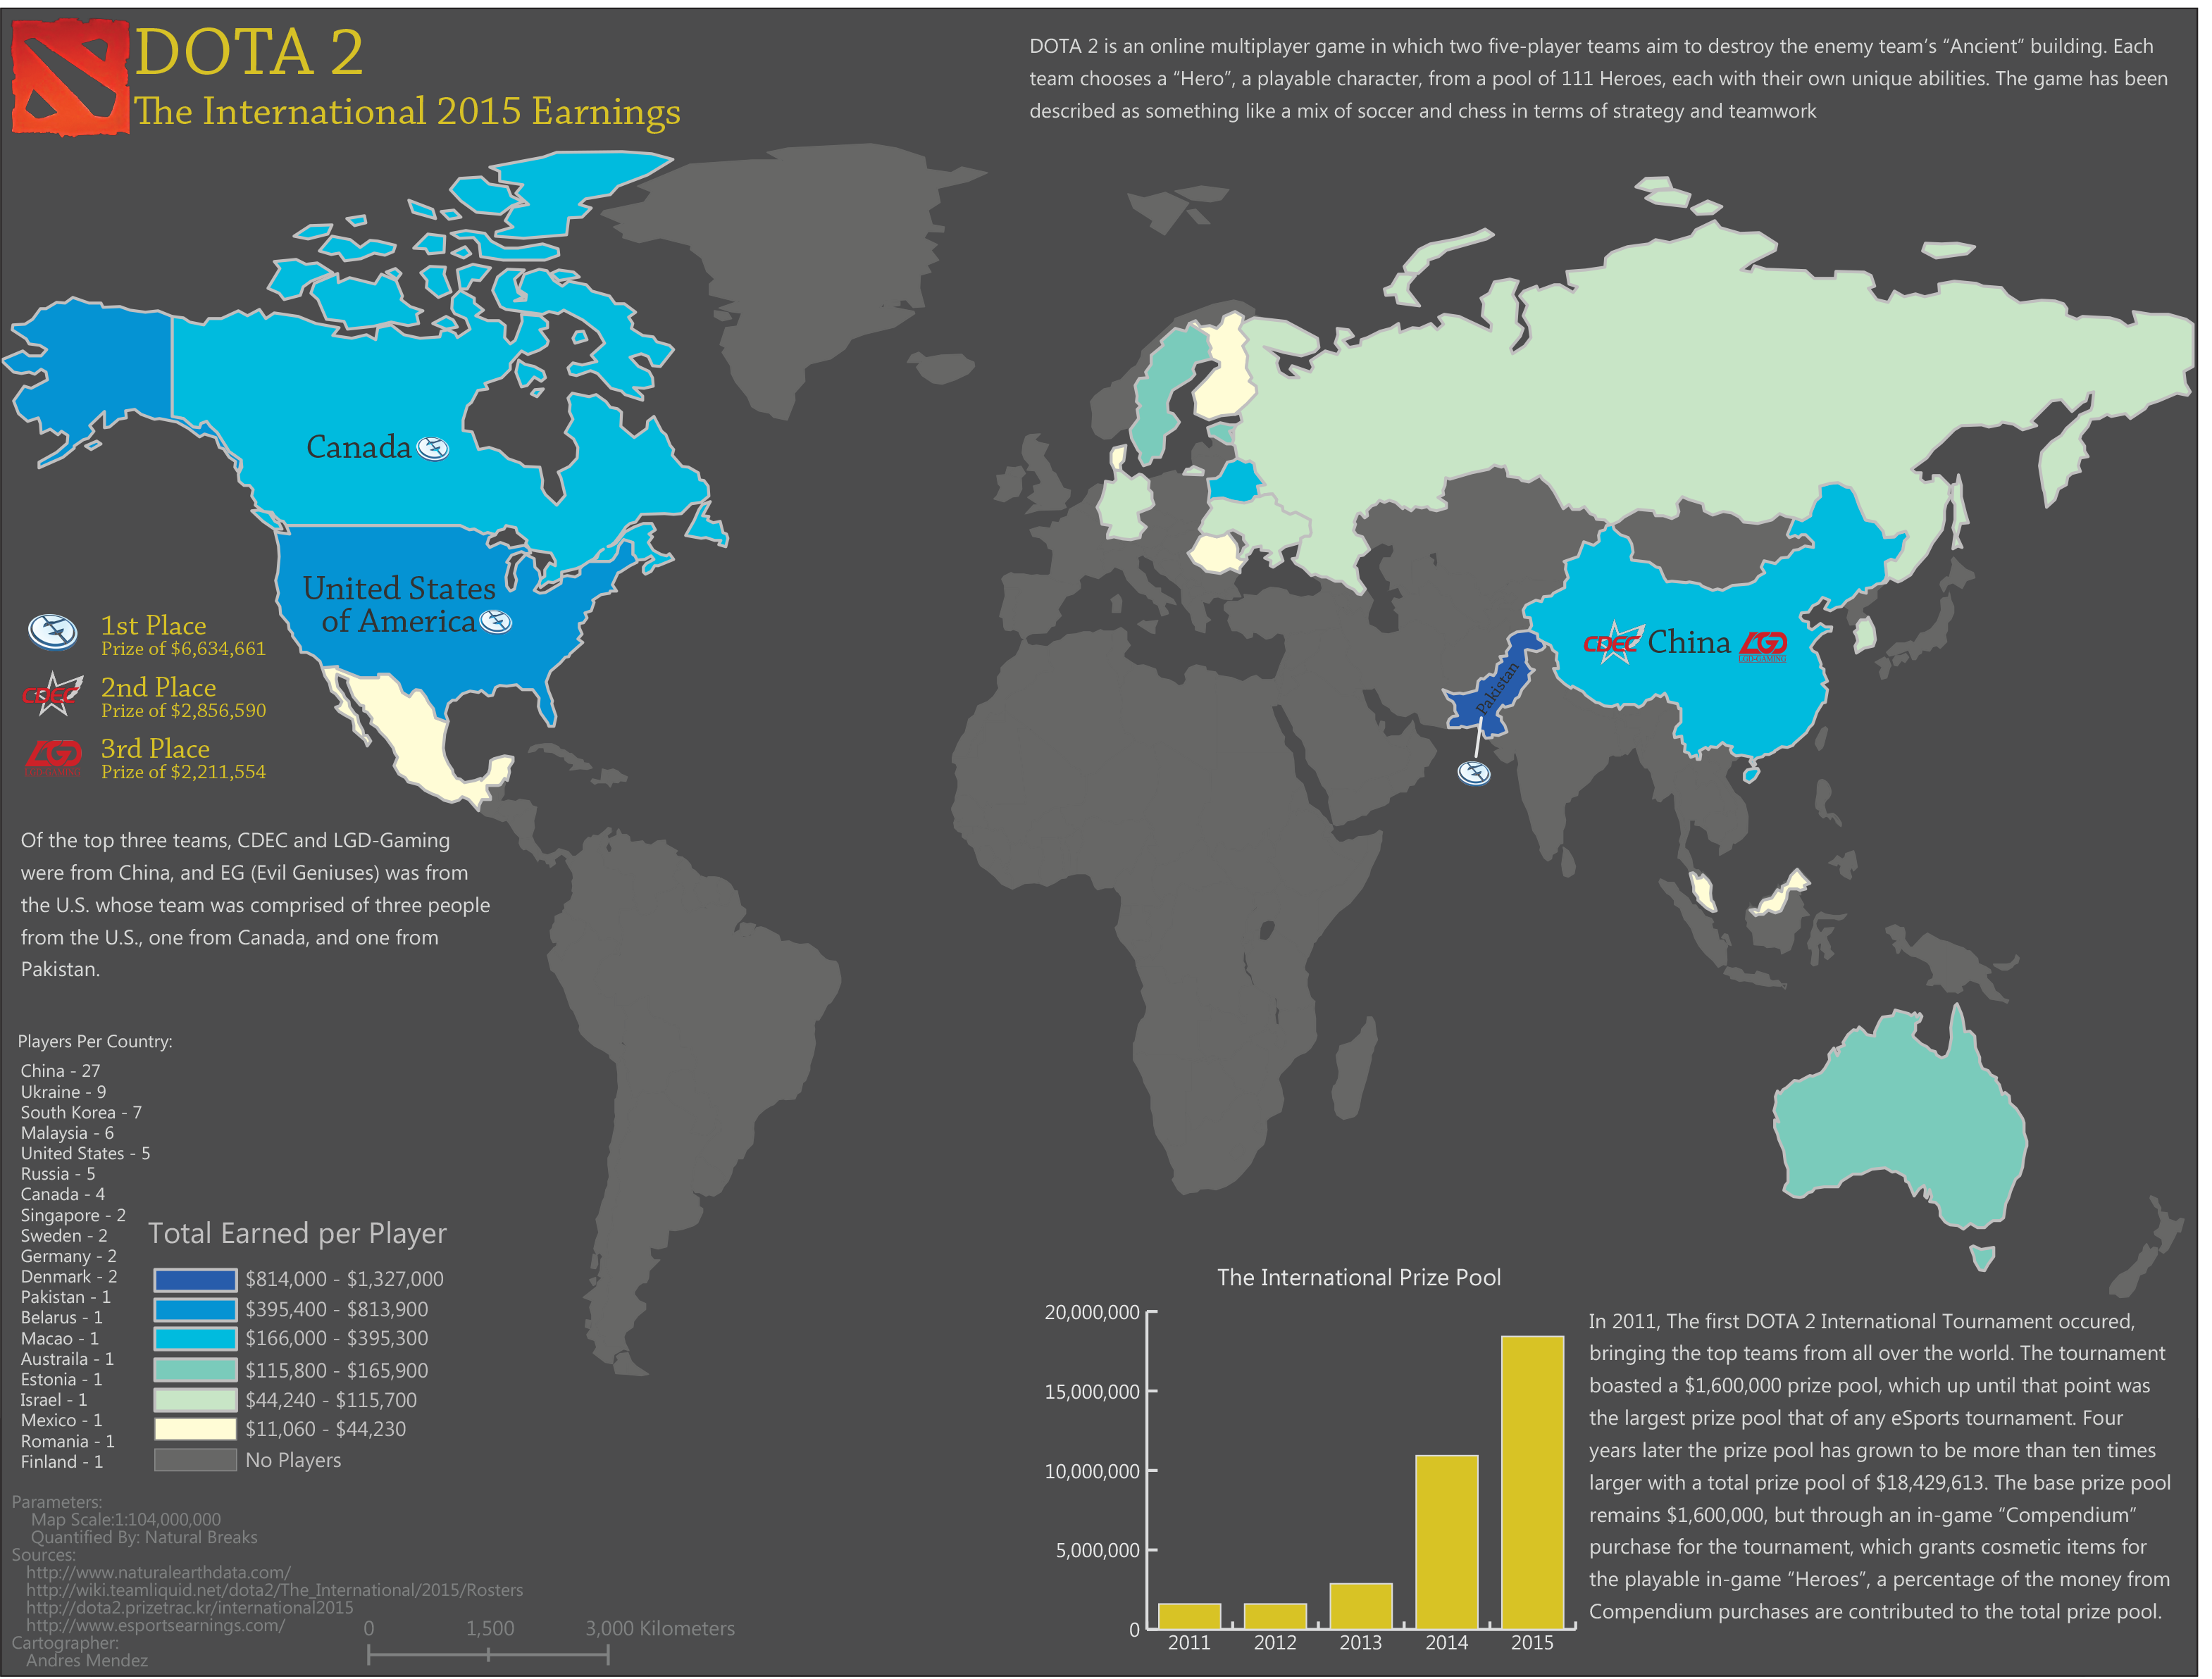 DOTA 2
The International 2015 Earnings
DOTA 2 is an online multiplayer game in which two five-player teams aim to destroy the enemy team's “Ancient” building. Each
team chooses a “Hero”, a playable character, from a pool of 111 Heroes, each with their own unique abilities. The game has been
described as something like a mix of soccer and chess in terms of strategy and teamwork
Canada
United States
of America
CDEC
China
LGD
LGD-GAMING
Pakistan
1st Place
Prize of $6,634,661
CDEC
2nd Place
Prize of $2,856,590
LGD
LGD-GAMING
3rd Place
Prize of $2,211,554
Of the top three teams, CDEC and LGD-Gaming
were from China, and EG (Evil Geniuses) was from
the U.S. whose team was comprised of three people
from the U.S., one from Canada, and one from
Pakistan.
Players Per Country:
China - 27
Ukraine - 9
South Korea - 7
Malaysia - 6
United States - 5
Russia - 5
Canada - 4
Singapore - 2
Sweden - 2
Germany - 2
Denmark - 2
Pakistan - 1
Belarus - 1
Macao - 1
Austraila - 1
Estonia - 1
Israel - 1
Mexico - 1
Romania - 1
Finland - 1
Total Earned per Player
$814,000 - $1,327,000
$395,400 - $813,900
$166,000 - $395,300
$115,800 - $165,900
$44,240 - $115,700
$11,060 - $44,230
No Players
Parameters:
Map Scale:1:104,000,000
Quantified By: Natural Breaks
Sources:
http://www.naturalearthdata.com/
http://wiki.teamliquid.net/dota2/The_International/2015/Rosters
http://dota2.prizetrac.kr/international2015
http://www.esportsearnings.com/
Cartographer:
Andres Mendez
0 1,500 3,000 Kilometers
The International Prize Pool
20,000,000
15,000,000
10,000,000
5,000,000
0
2011 2012 2013 2014 2015
In 2011, The first DOTA 2 International Tournament occured,
bringing the top teams from all over the world. The tournament
boasted a $1,600,000 prize pool, which up until that point was
the largest prize pool that of any eSports tournament. Four
years later the prize pool has grown to be more than ten times
larger with a total prize pool of $18,429,613. The base prize pool
remains $1,600,000, but through an in-game “Compendium”
purchase for the tournament, which grants cosmetic items for
the playable in-game “Heroes”, a percentage of the money from
Compendium purchases are contributed to the total prize pool.